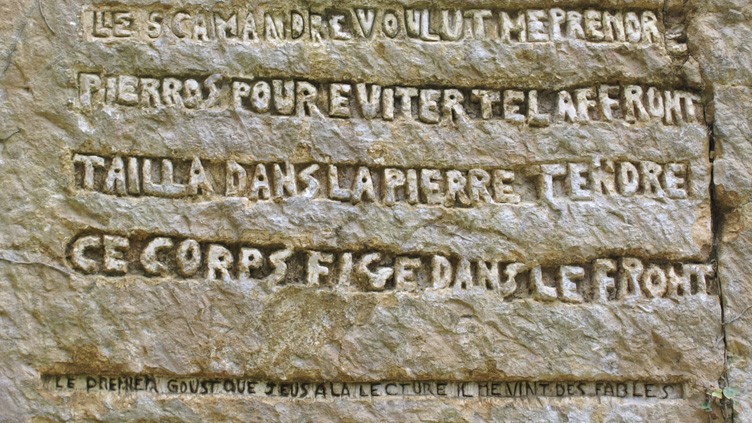 LE SCAMANDRE VOULUT ME PRENDR
PIERROS POUR EVITER TEL AFFRONT
TAILLA DANS LA PIERRE TENDRE
CE CORPS FIGE DANS LE FRONT
LE PREMIER GOUST QUE J EUS A LA LECTURE IL ME VINT DES FABLES